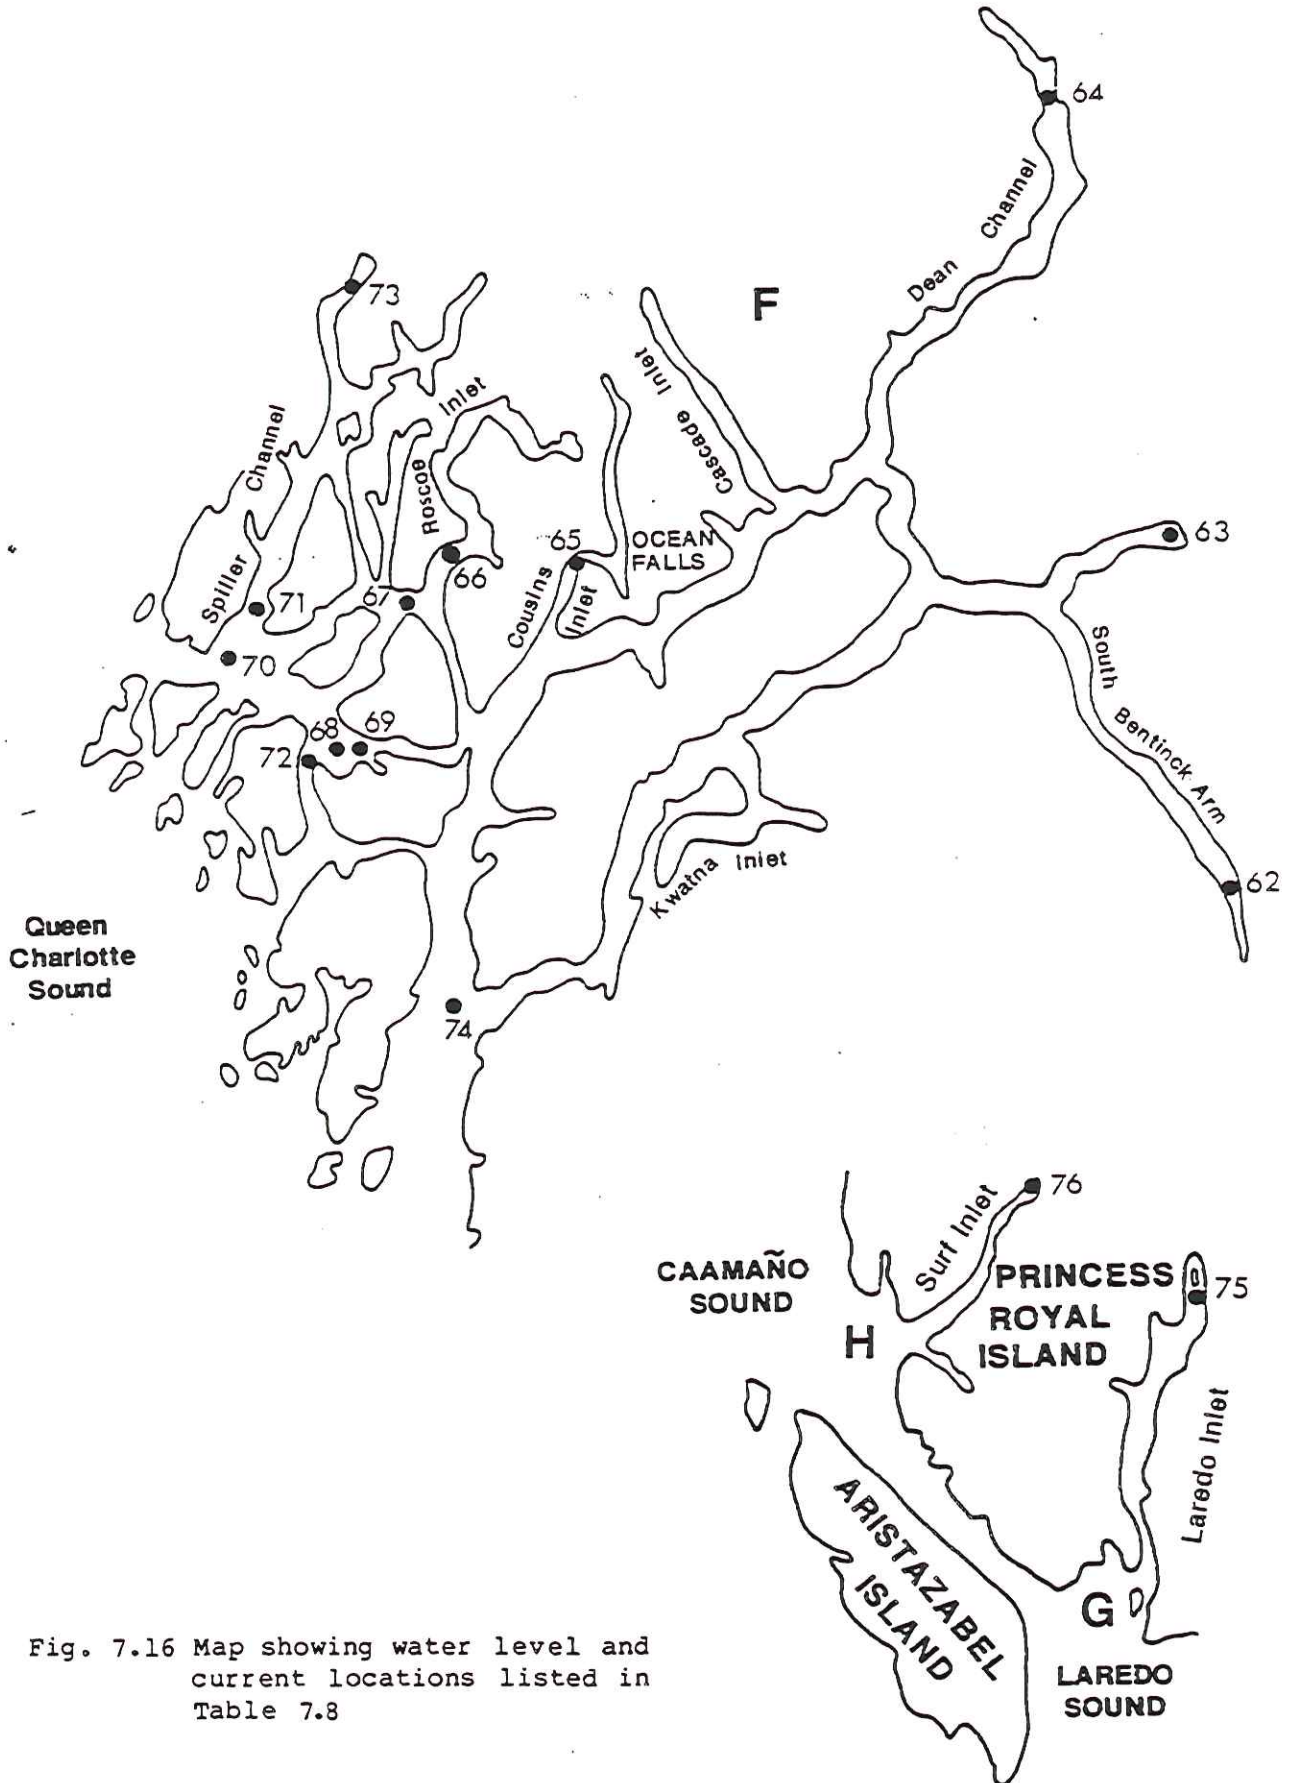 64
Dean Channel
F
73
Cascade Inlet
Roscoe Inlet
Spiller Channel
63
65
OCEAN
FALLS
66
67
71
Cousins
Inlet
South Bentinck Arm
70
68
69
72
62
Kwatna Inlet
Queen
Charlotte
Sound
74
76
Surf Inlet
CAAMAÑO
SOUND
PRINCESS
ROYAL
ISLAND
75
H
Laredo Inlet
ARISTAZABEL
ISLAND
G
LAREDO
SOUND
Fig. 7.16 Map showing water level and
current locations listed in
Table 7.8